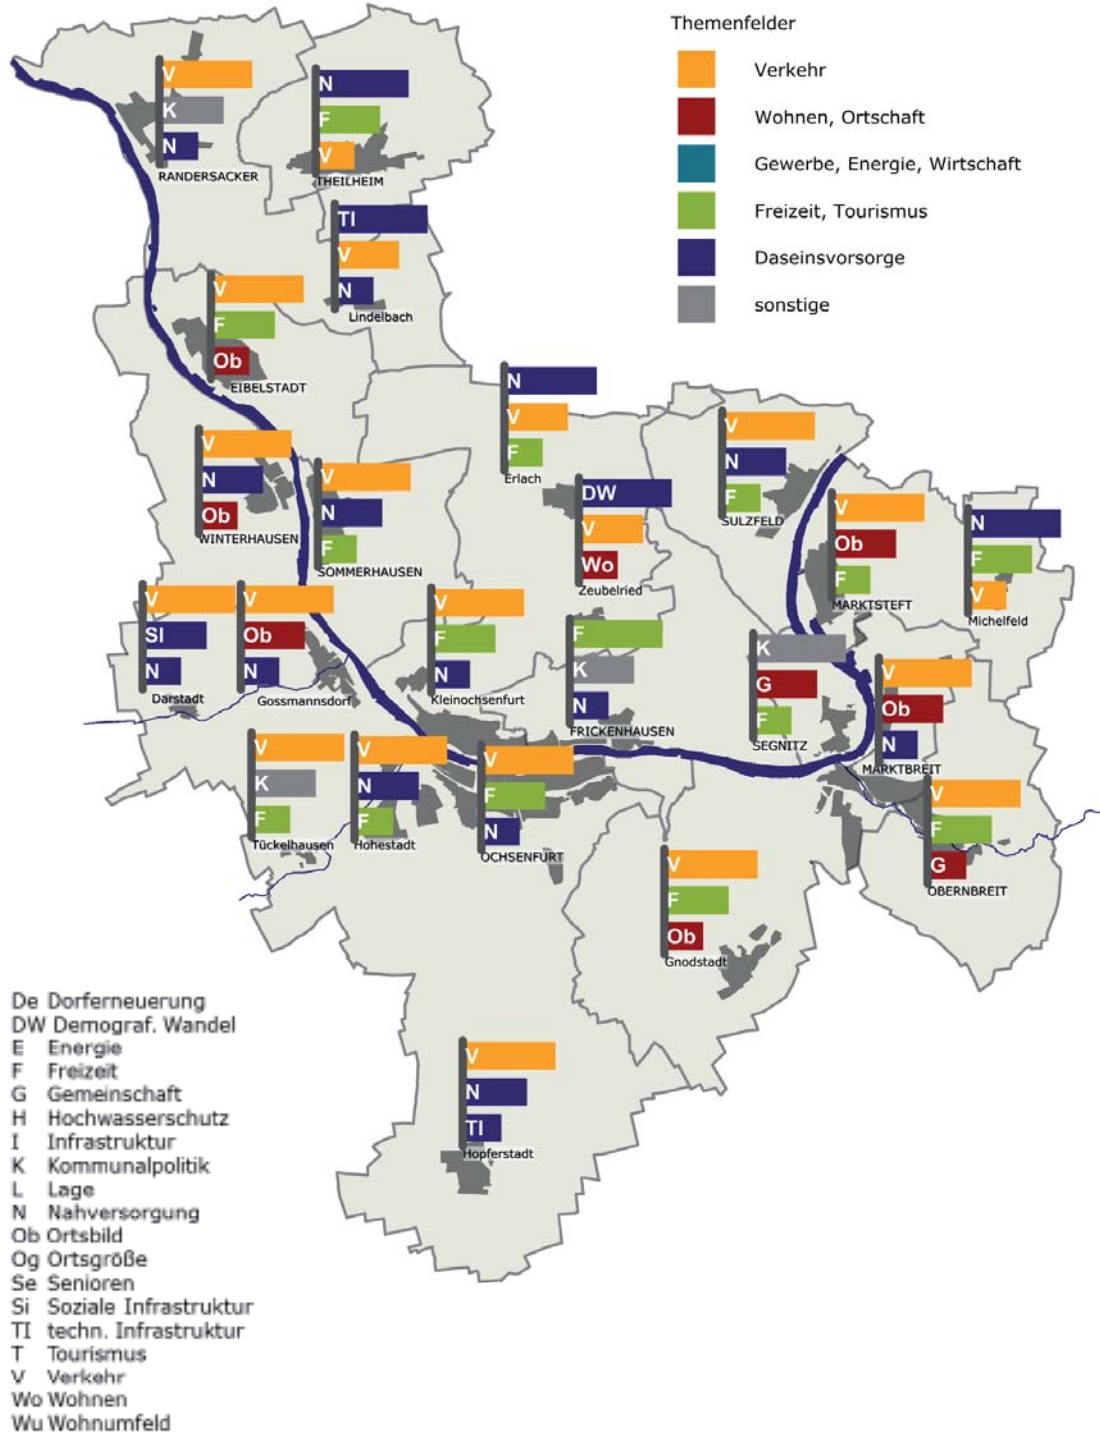 Themenfelder
Verkehr
Wohnen, Ortschaft
Gewerbe, Energie, Wirtschaft
Freizeit, Tourismus
Daseinsvorsorge
sonstige
V
K
N
RANDERSACKER
N
F
V
THEILHEIM
TI
V
N
Lindelbach
V
F
Ob
EIBELSTADT
N
V
F
Erlach
V
N
Ob
WINTERHAUSEN
V
N
F
SOMMERHAUSEN
DW
V
Wo
Zeubelried
V
N
F
SULZFELD
V
Ob
F
MARKTSTEFT
N
F
V
Michelfeld
V
SI
N
Darstadt
V
Ob
N
Gossmannsdorf
V
F
N
Kleinochsenfurt
F
K
N
FRICKENHAUSEN
K
G
F
SEGNITZ
V
Ob
N
MARKTBREIT
V
K
F
Tückelhausen
V
N
F
Hohestadt
V
F
N
OCHSENFURT
V
F
G
OBERNBREIT
V
F
Ob
Gnodstadt
V
N
TI
Hopferstadt
De Dorferneuerung
DW Demograf. Wandel
E Energie
F Freizeit
G Gemeinschaft
H Hochwasserschutz
I Infrastruktur
K Kommunalpolitik
L Lage
N Nahversorgung
Ob Ortsbild
Og Ortsgröße
Se Senioren
Si Soziale Infrastruktur
TI techn. Infrastruktur
T Tourismus
V Verkehr
Wo Wohnen
Wu Wohnumfeld